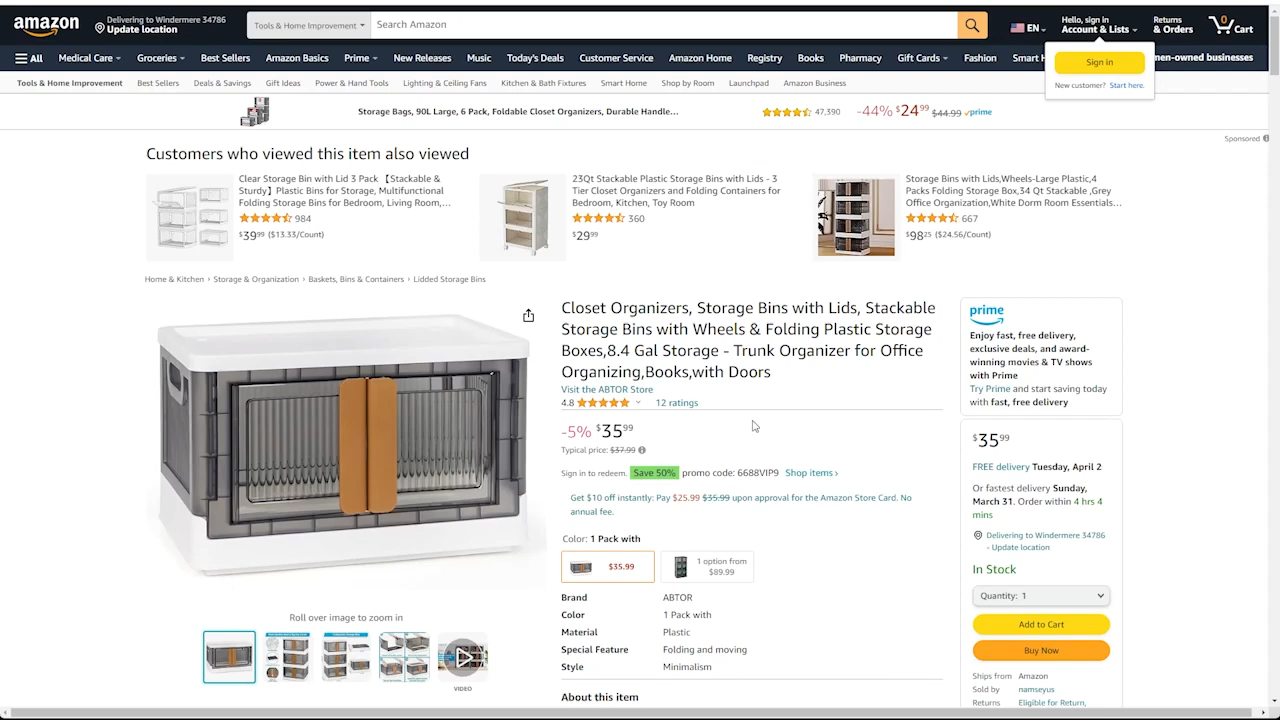 amazon
Delivering to Windermere 34786
Update location
Tools & Home Improvement
Search Amazon
EN
Hello, sign in
Account & Lists
Returns
& Orders
0
Cart
All
Medical Care
Groceries
Best Sellers
Amazon Basics
Prime
New Releases
Music
Today's Deals
Customer Service
Amazon Home
Registry
Books
Pharmacy
Gift Cards
Fashion
Smart H
men-owned businesses
Sign in
New customer? Start here.
Tools & Home Improvement
Best Sellers
Deals & Savings
Gift Ideas
Power & Hand Tools
Lighting & Ceiling Fans
Kitchen & Bath Fixtures
Smart Home
Shop by Room
Launchpad
Amazon Business
Storage Bags, 90L Large, 6 Pack, Foldable Closet Organizers, Durable Handle…
47,390
-44% $24 99 $44.99 prime
Sponsored
Customers who viewed this item also viewed
Clear Storage Bin with Lid 3 Pack 【Stackable &
Sturdy】Plastic Bins for Storage, Multifunctional
Folding Storage Bins for Bedroom, Living Room,…
984
$39 99 ($13.33/Count)
23Qt Stackable Plastic Storage Bins with Lids - 3
Tier Closet Organizers and Folding Containers for
Bedroom, Kitchen, Toy Room
360
$29 99
Storage Bins with Lids,Wheels-Large Plastic,4
Packs Folding Storage Box,34 Qt Stackable ,Grey
Office Organization,White Dorm Room Essentials…
667
$98 25 ($24.56/Count)
Home & Kitchen › Storage & Organization › Baskets, Bins & Containers › Lidded Storage Bins
Closet Organizers, Storage Bins with Lids, Stackable
Storage Bins with Wheels & Folding Plastic Storage
Boxes,8.4 Gal Storage - Trunk Organizer for Office
Organizing,Books,with Doors
Visit the ABTOR Store
4.8
12 ratings
-5% $35 99
Typical price: $37.99
Sign in to redeem. Save 50% promo code: 6688VIP9 Shop items ›
Get $10 off instantly: Pay $25.99 $35.99 upon approval for the Amazon Store Card. No
annual fee.
Color: 1 Pack with
$35.99
1 option from
$89.99
Brand ABTOR
Color 1 Pack with
Material Plastic
Special Feature Folding and moving
Style Minimalism
About this item
Roll over image to zoom in
VIDEO
prime
Enjoy fast, free delivery,
exclusive deals, and award-
winning movies & TV shows
with Prime
Try Prime and start saving today
with fast, free delivery
$35 99
FREE delivery Tuesday, April 2
Or fastest delivery Sunday,
March 31. Order within 4 hrs 4
mins
Delivering to Windermere 34786
- Update location
In Stock
Quantity: 1
Add to Cart
Buy Now
Ships from Amazon
Sold by namseyus
Returns Eligible for Return,